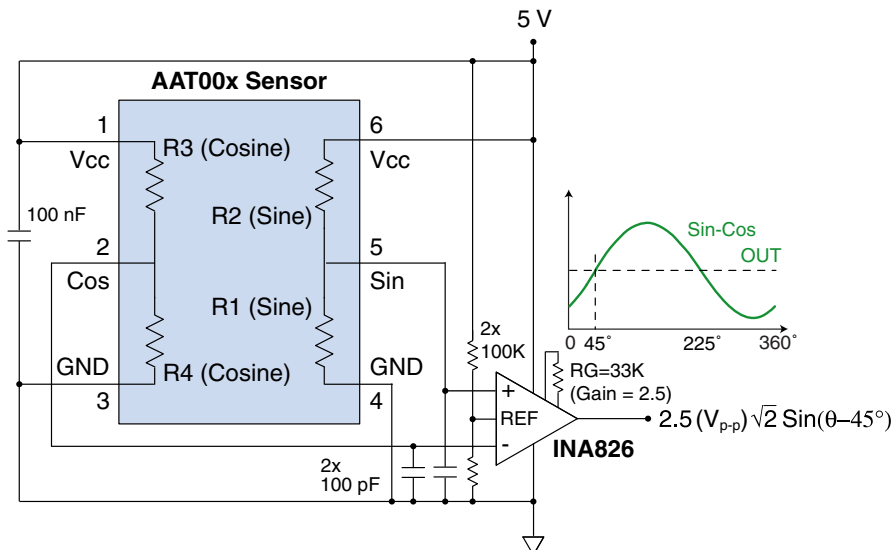 5 V
AAT00x Sensor
1
Vcc
R3 (Cosine)
6
Vcc
100 nF
R2 (Sine)
2
Cos
5
Sin
R1 (Sine)
GND
3
R4 (Cosine)
GND
4
2x
100K
Sin-Cos
OUT
0 45° 225° 360°
RG=33K
(Gain = 2.5)
+
REF
-
INA826
2.5 (Vp-p) √2 Sin(θ–45°)
2x
100 pF